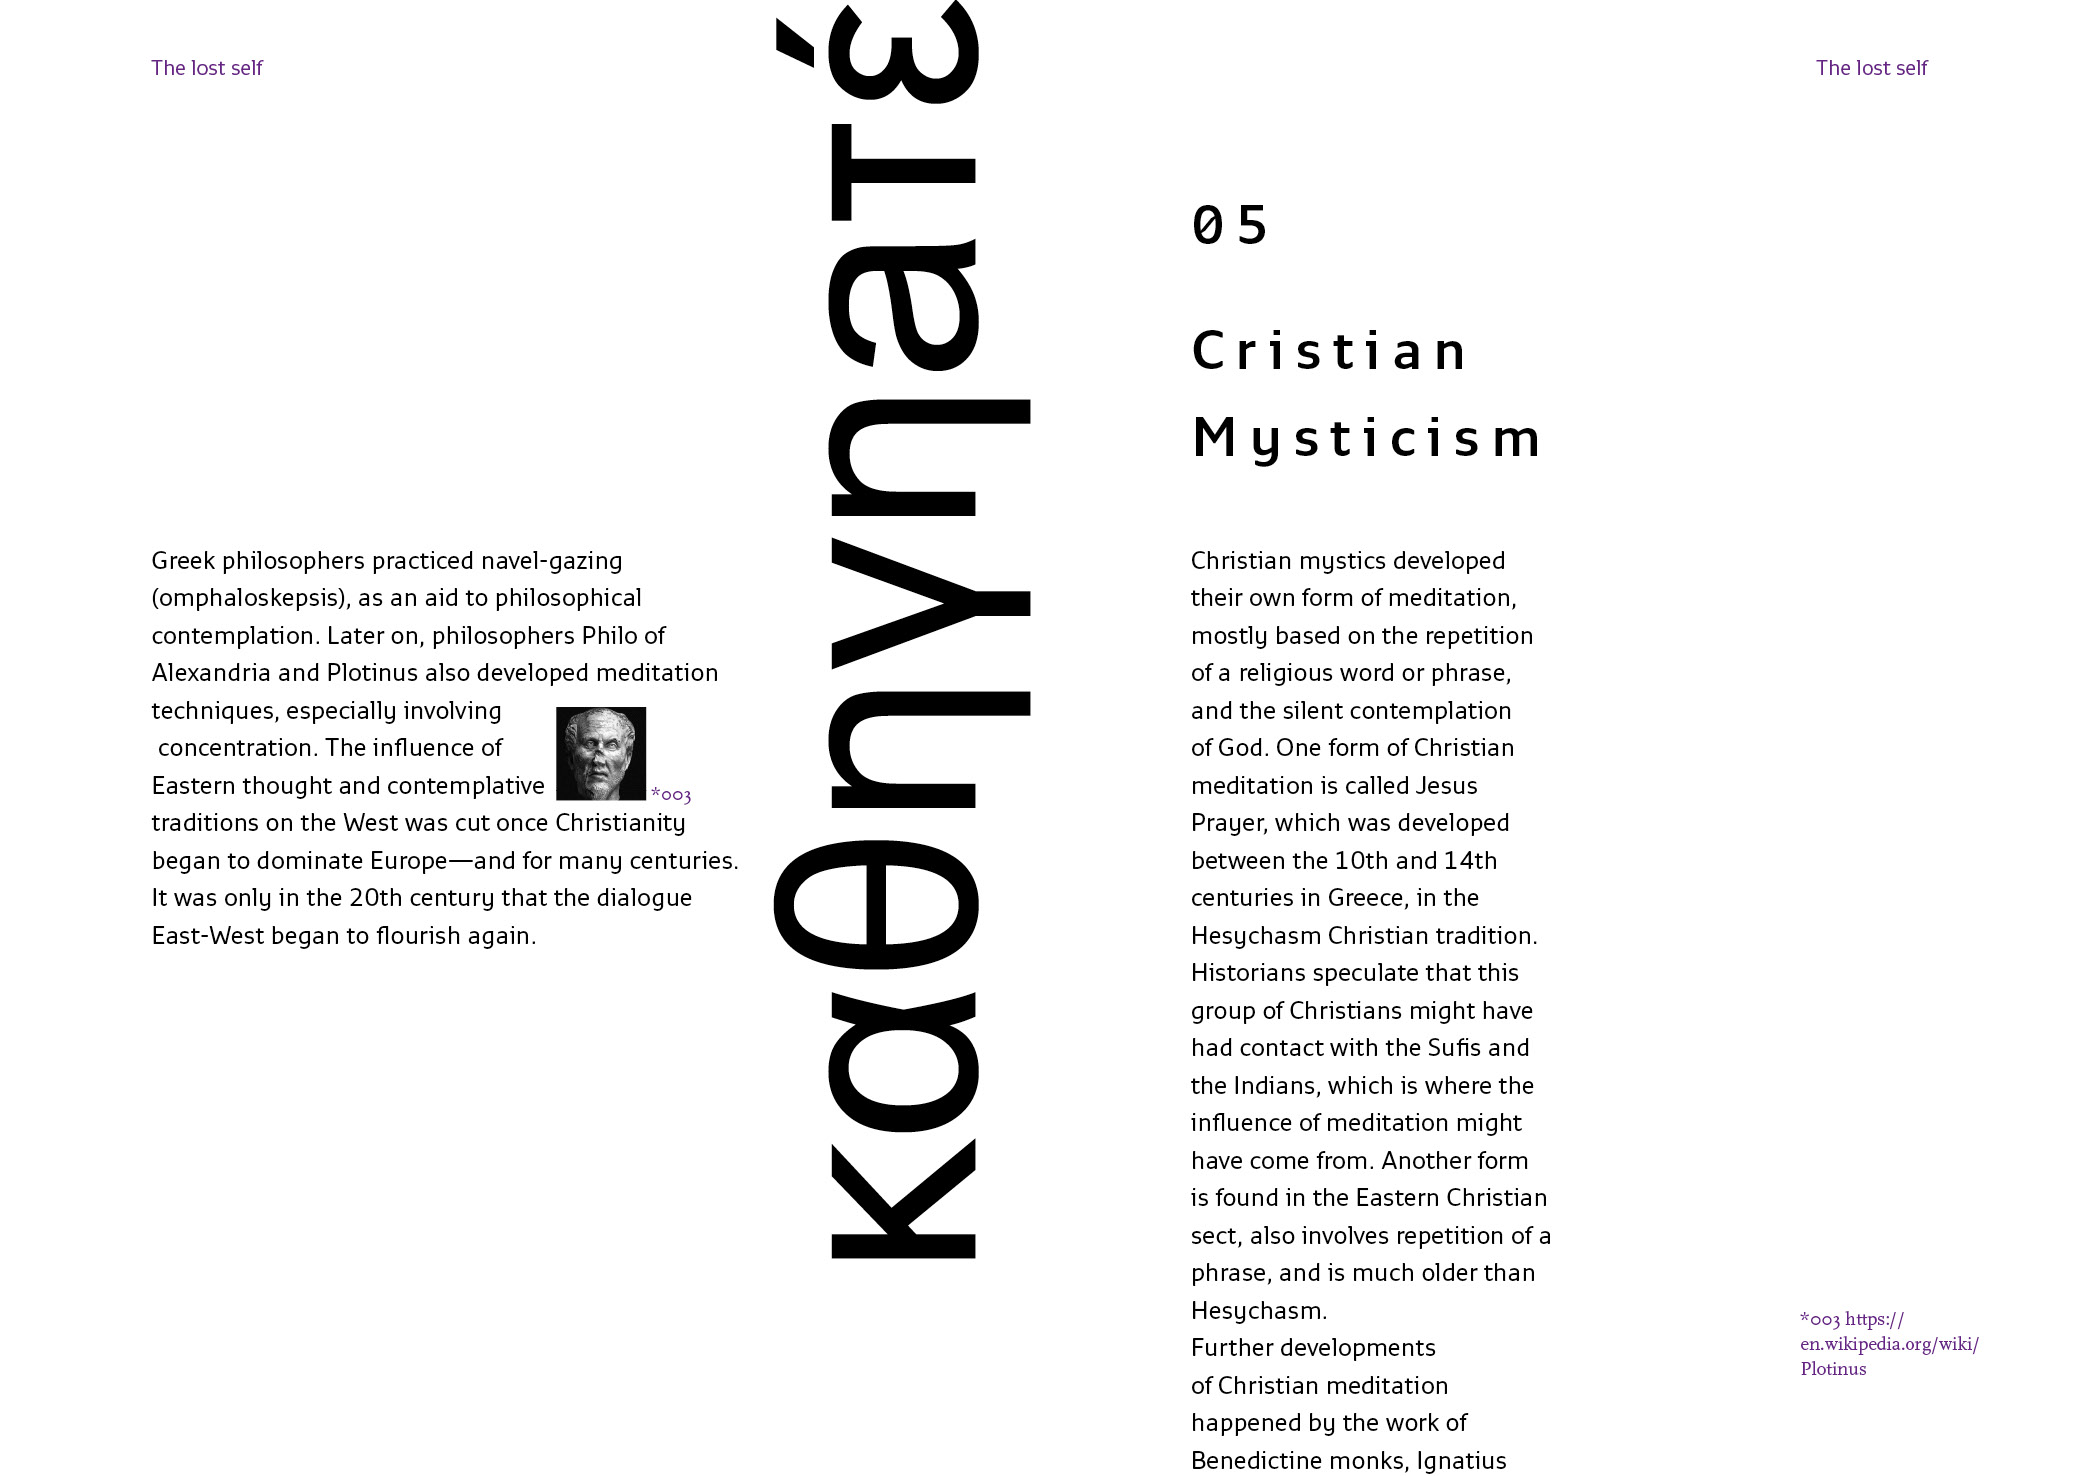 The lost self
Greek philosophers practiced navel-gazing
(omphaloskepsis), as an aid to philosophical
contemplation. Later on, philosophers Philo of
Alexandria and Plotinus also developed meditation
techniques, especially involving
concentration. The influence of
Eastern thought and contemplative
*003
traditions on the West was cut once Christianity
began to dominate Europe—and for many centuries.
It was only in the 20th century that the dialogue
East-West began to flourish again.
καθηγηaτέ
The lost self
05
Cristian
Mysticism
Christian mystics developed
their own form of meditation,
mostly based on the repetition
of a religious word or phrase,
and the silent contemplation
of God. One form of Christian
meditation is called Jesus
Prayer, which was developed
between the 10th and 14th
centuries in Greece, in the
Hesychasm Christian tradition.
Historians speculate that this
group of Christians might have
had contact with the Sufis and
the Indians, which is where the
influence of meditation might
have come from. Another form
is found in the Eastern Christian
sect, also involves repetition of a
phrase, and is much older than
Hesychasm.
Further developments
of Christian meditation
happened by the work of
Benedictine monks, Ignatius
*003 https://
en.wikipedia.org/wiki/
Plotinus